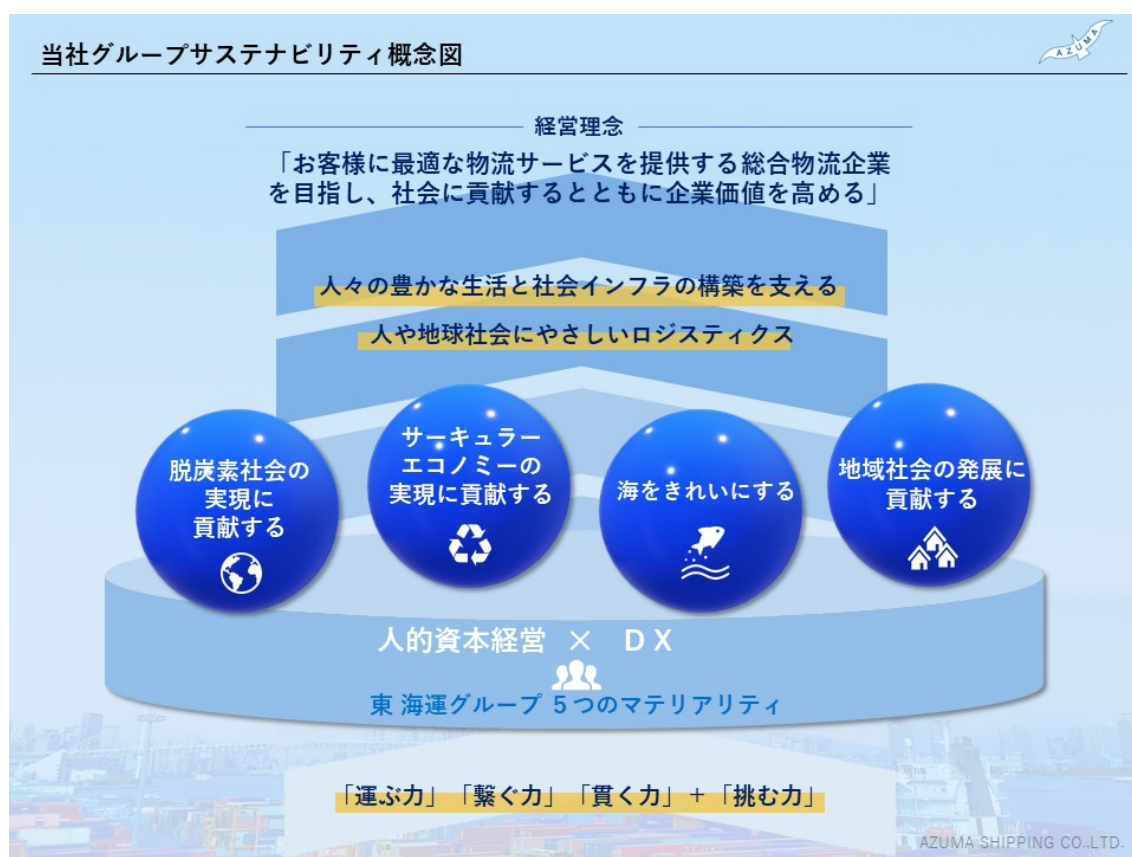 当社グループサステナビリティ概念図
AZUMA
経営理念
「お客様に最適な物流サービスを提供する総合物流企業
を目指し、社会に貢献するとともに企業価値を高める」
人々の豊かな生活と社会インフラの構築を支える
人や地球社会にやさしいロジスティクス
脱炭素社会の
実現に
貢献する
サーキュラー
エコノミーの
実現に貢献する
海をきれいにする
地域社会の発展に
貢献する
人的資本経営 × ＤＸ
東 海運グループ ５つのマテリアリティ
「運ぶ力」「繋ぐ力」「貫く力」＋「挑む力」
AZUMA SHIPPING CO.,LTD.